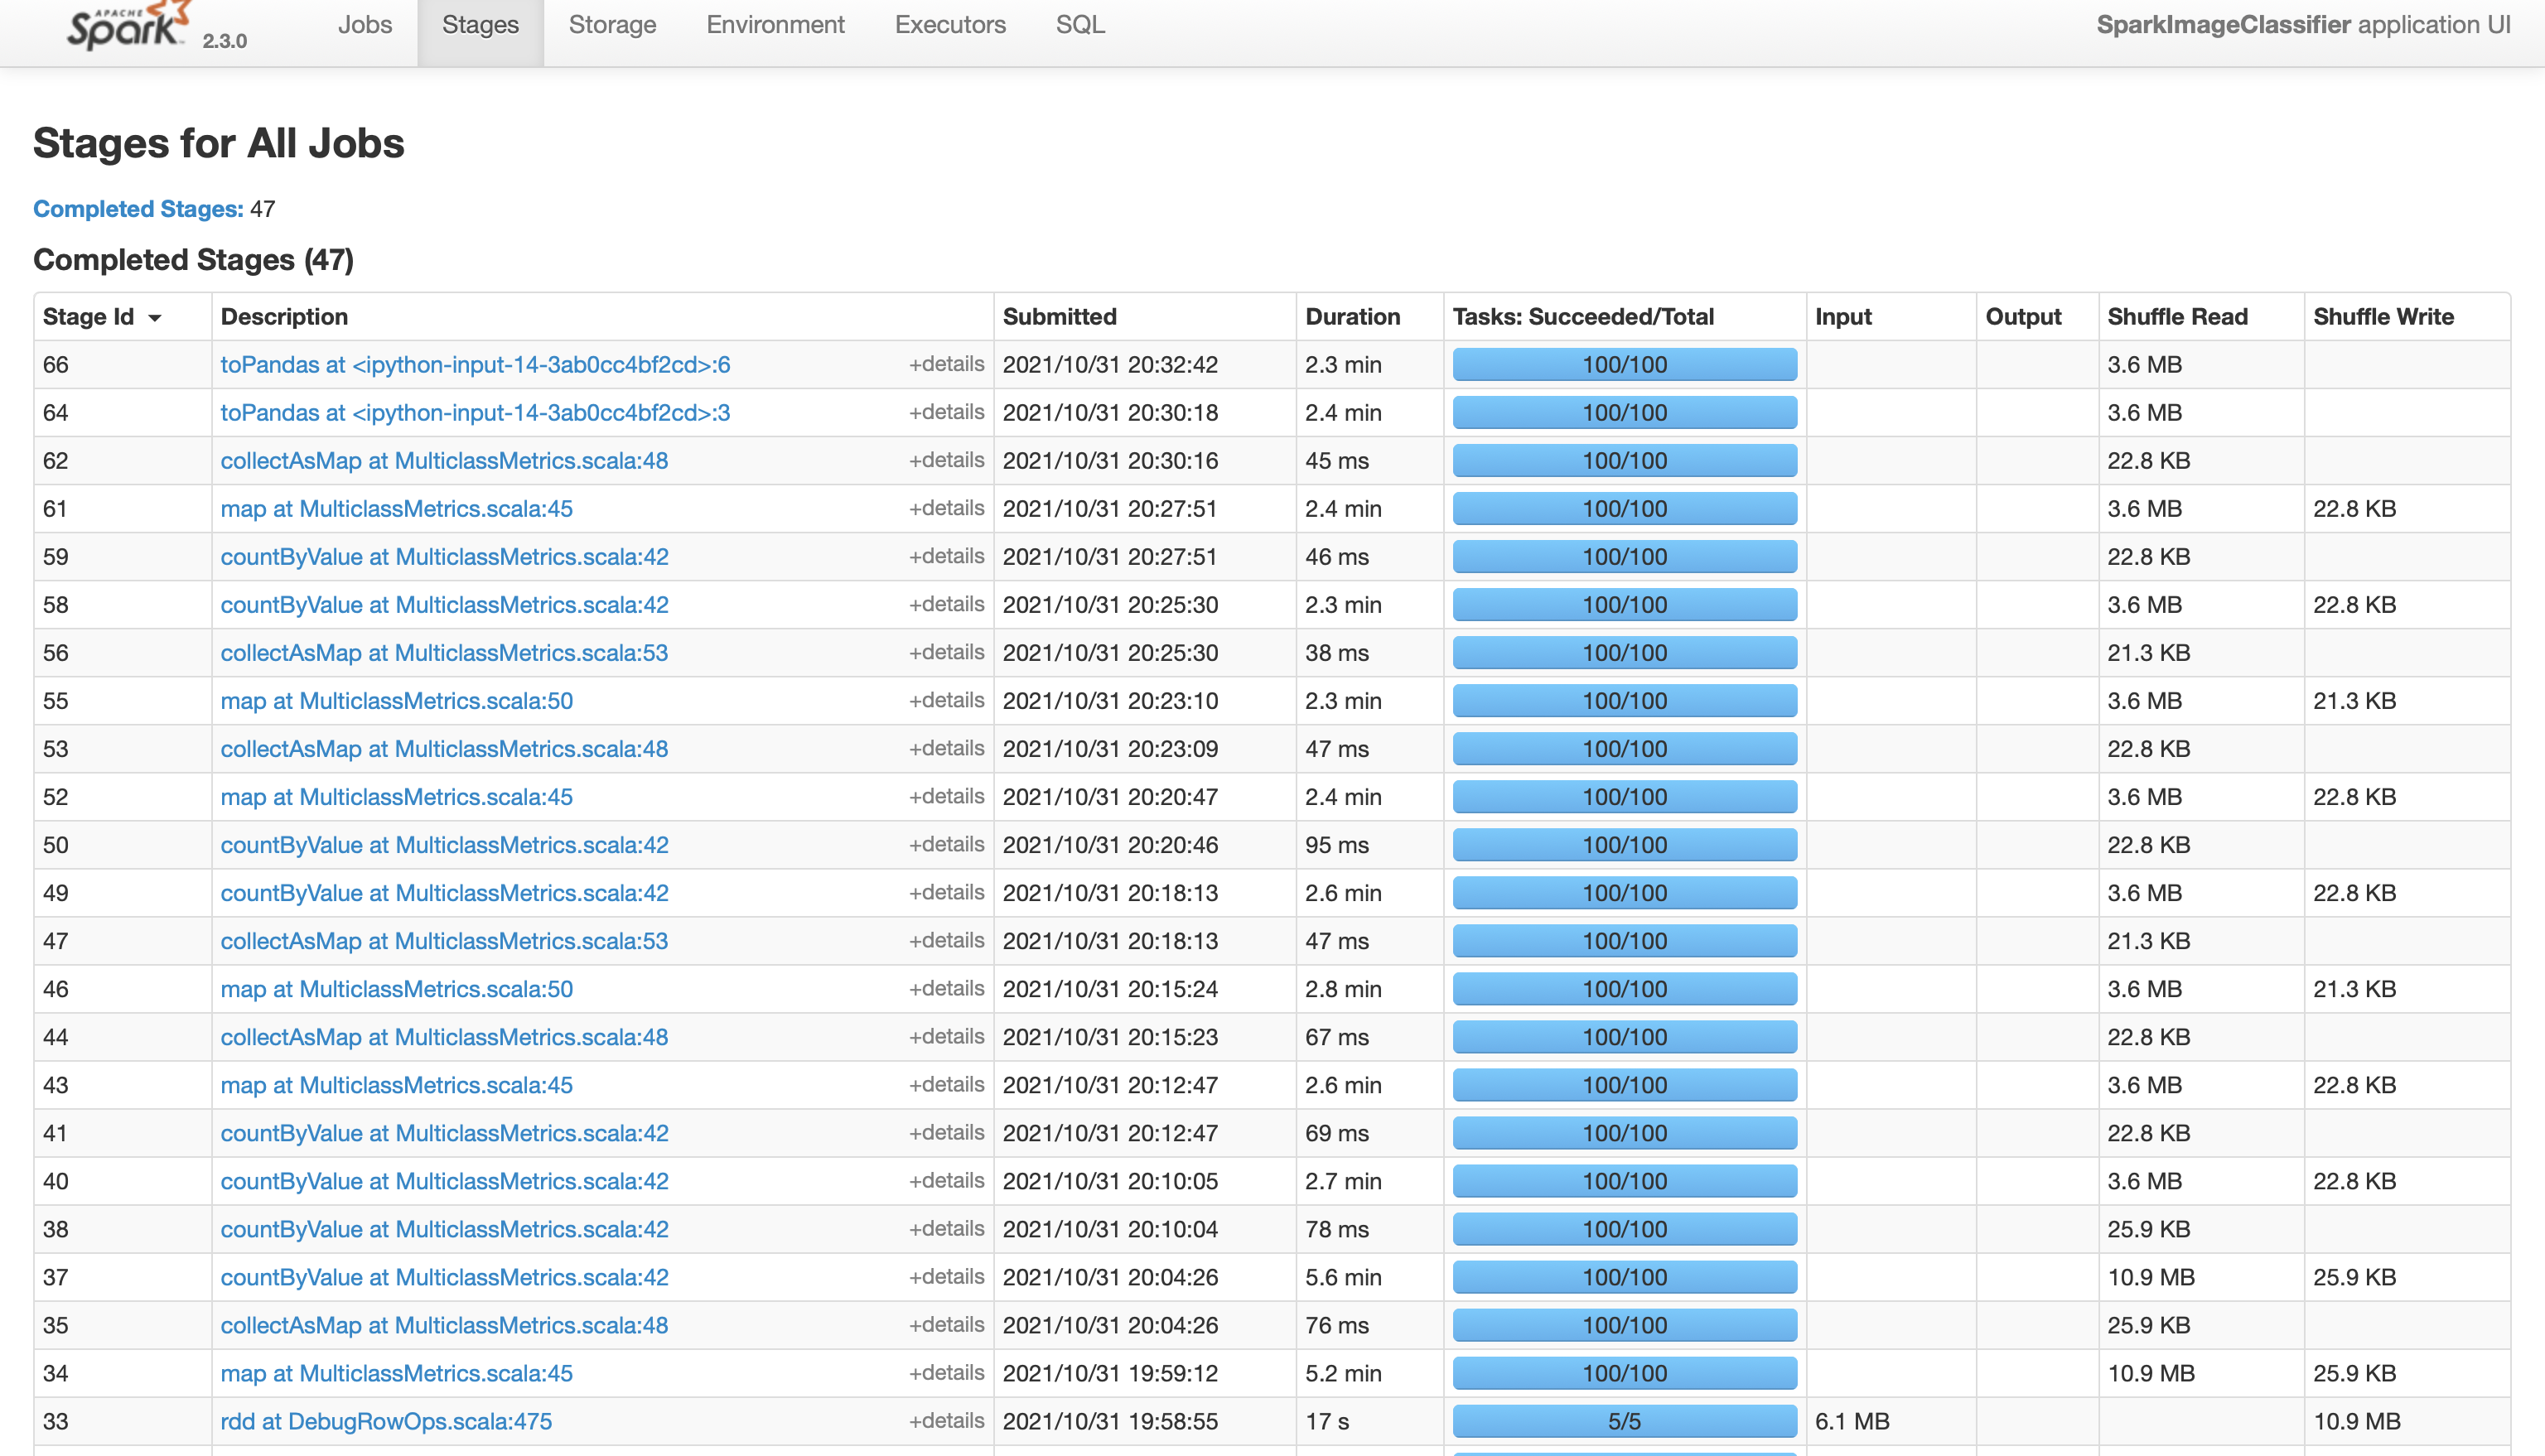 APACHE Spark 2.3.0 Jobs Stages Storage Environment Executors SQL SparkImageClassifier application UI
Stages for All Jobs
Completed Stages: 47
Completed Stages (47)
Stage Id Description Submitted Duration Tasks: Succeeded/Total Input Output Shuffle Read Shuffle Write
66 toPandas at <ipython-input-14-3ab0cc4bf2cd>:6 +details 2021/10/31 20:32:42 2.3 min 100/100 3.6 MB
64 toPandas at <ipython-input-14-3ab0cc4bf2cd>:3 +details 2021/10/31 20:30:18 2.4 min 100/100 3.6 MB
62 collectAsMap at MulticlassMetrics.scala:48 +details 2021/10/31 20:30:16 45 ms 100/100 22.8 KB
61 map at MulticlassMetrics.scala:45 +details 2021/10/31 20:27:51 2.4 min 100/100 3.6 MB 22.8 KB
59 countByValue at MulticlassMetrics.scala:42 +details 2021/10/31 20:27:51 46 ms 100/100 22.8 KB
58 countByValue at MulticlassMetrics.scala:42 +details 2021/10/31 20:25:30 2.3 min 100/100 3.6 MB 22.8 KB
56 collectAsMap at MulticlassMetrics.scala:53 +details 2021/10/31 20:25:30 38 ms 100/100 21.3 KB
55 map at MulticlassMetrics.scala:50 +details 2021/10/31 20:23:10 2.3 min 100/100 3.6 MB 21.3 KB
53 collectAsMap at MulticlassMetrics.scala:48 +details 2021/10/31 20:23:09 47 ms 100/100 22.8 KB
52 map at MulticlassMetrics.scala:45 +details 2021/10/31 20:20:47 2.4 min 100/100 3.6 MB 22.8 KB
50 countByValue at MulticlassMetrics.scala:42 +details 2021/10/31 20:20:46 95 ms 100/100 22.8 KB
49 countByValue at MulticlassMetrics.scala:42 +details 2021/10/31 20:18:13 2.6 min 100/100 3.6 MB 22.8 KB
47 collectAsMap at MulticlassMetrics.scala:53 +details 2021/10/31 20:18:13 47 ms 100/100 21.3 KB
46 map at MulticlassMetrics.scala:50 +details 2021/10/31 20:15:24 2.8 min 100/100 3.6 MB 21.3 KB
44 collectAsMap at MulticlassMetrics.scala:48 +details 2021/10/31 20:15:23 67 ms 100/100 22.8 KB
43 map at MulticlassMetrics.scala:45 +details 2021/10/31 20:12:47 2.6 min 100/100 3.6 MB 22.8 KB
41 countByValue at MulticlassMetrics.scala:42 +details 2021/10/31 20:12:47 69 ms 100/100 22.8 KB
40 countByValue at MulticlassMetrics.scala:42 +details 2021/10/31 20:10:05 2.7 min 100/100 3.6 MB 22.8 KB
38 countByValue at MulticlassMetrics.scala:42 +details 2021/10/31 20:10:04 78 ms 100/100 25.9 KB
37 countByValue at MulticlassMetrics.scala:42 +details 2021/10/31 20:04:26 5.6 min 100/100 10.9 MB 25.9 KB
35 collectAsMap at MulticlassMetrics.scala:48 +details 2021/10/31 20:04:26 76 ms 100/100 25.9 KB
34 map at MulticlassMetrics.scala:45 +details 2021/10/31 19:59:12 5.2 min 100/100 10.9 MB 25.9 KB
33 rdd at DebugRowOps.scala:475 +details 2021/10/31 19:58:55 17 s 5/5 6.1 MB 10.9 MB